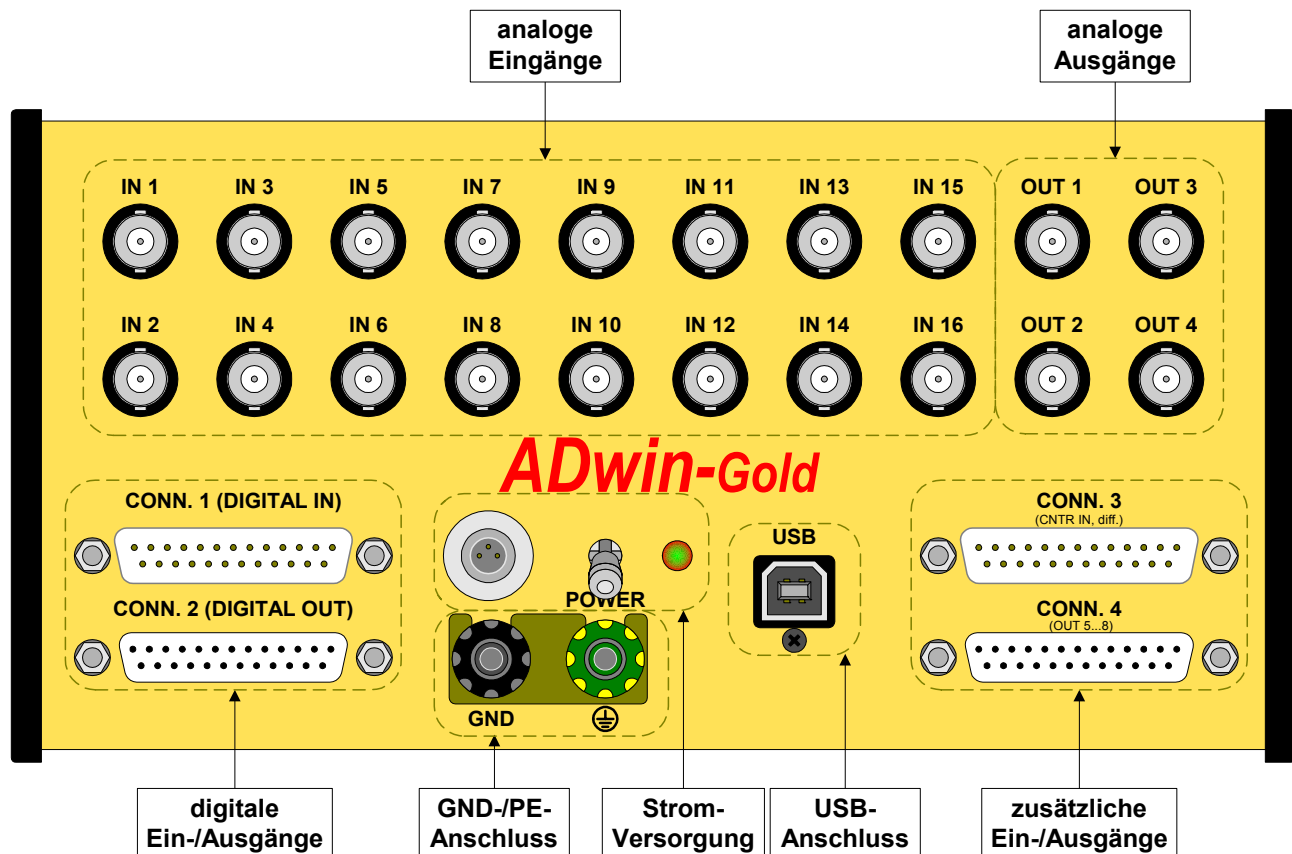 analoge
Eingänge
analoge
Ausgänge
IN 1 IN 3 IN 5 IN 7 IN 9 IN 11 IN 13 IN 15 OUT 1 OUT 3
IN 2 IN 4 IN 6 IN 8 IN 10 IN 12 IN 14 IN 16 OUT 2 OUT 4
ADwin-Gold
CONN. 1 (DIGITAL IN)
CONN. 2 (DIGITAL OUT)
POWER
GND
USB
CONN. 3
(CNTR IN, diff.)
CONN. 4
(OUT 5...8)
digitale
Ein-/Ausgänge
GND-/PE-
Anschluss
Strom-
Versorgung
USB-
Anschluss
zusätzliche
Ein-/Ausgänge